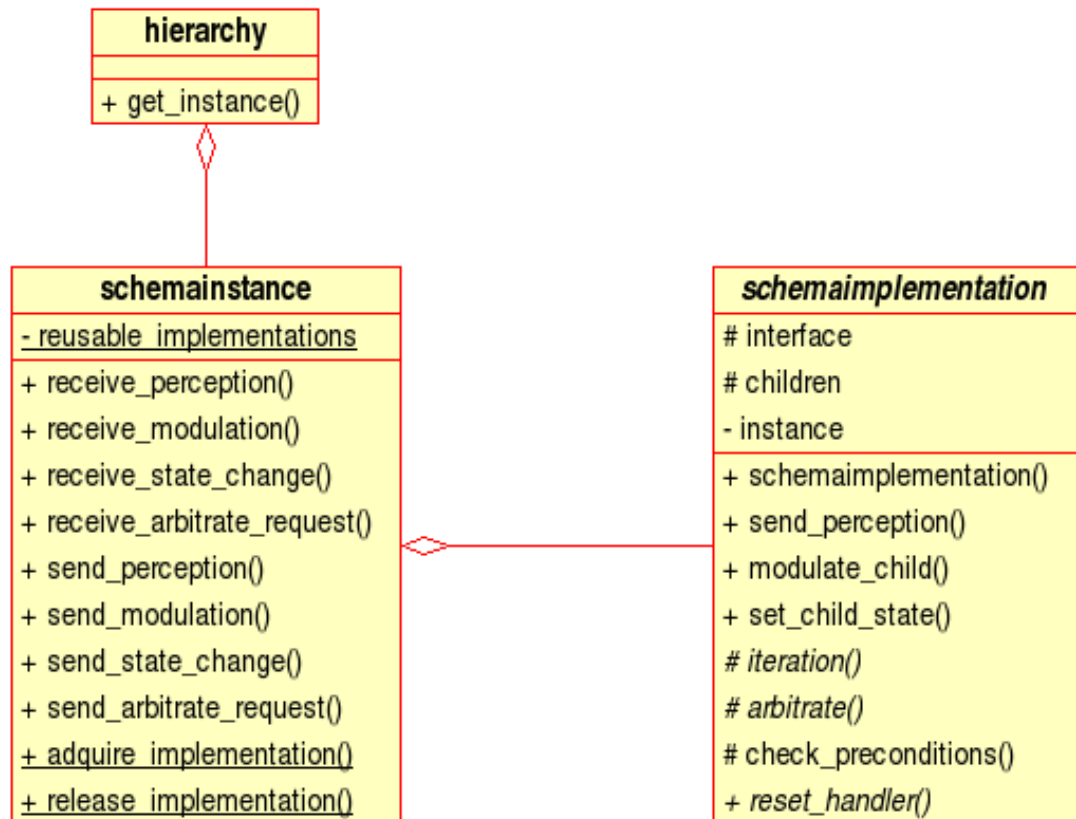 hierarchy
+ get_instance()
schemainstance
- reusable_implementations
+ receive_perception()
+ receive_modulation()
+ receive_state_change()
+ receive_arbitrate_request()
+ send_perception()
+ send_modulation()
+ send_state_change()
+ send_arbitrate_request()
+ adquire_implementation()
+ release_implementation()
schemaimplementation
# interface
# children
- instance
+ schemaimplementation()
+ send_perception()
+ modulate_child()
+ set_child_state()
# iteration()
# arbitrate()
# check_preconditions()
+ reset_handler()